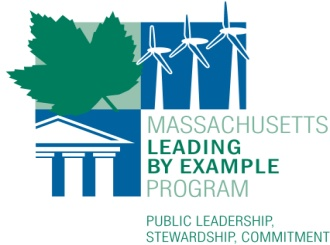 MASSACHUSETTS
LEADING
BY EXAMPLE
PROGRAM
PUBLIC LEADERSHIP,
STEWARDSHIP, COMMITMENT